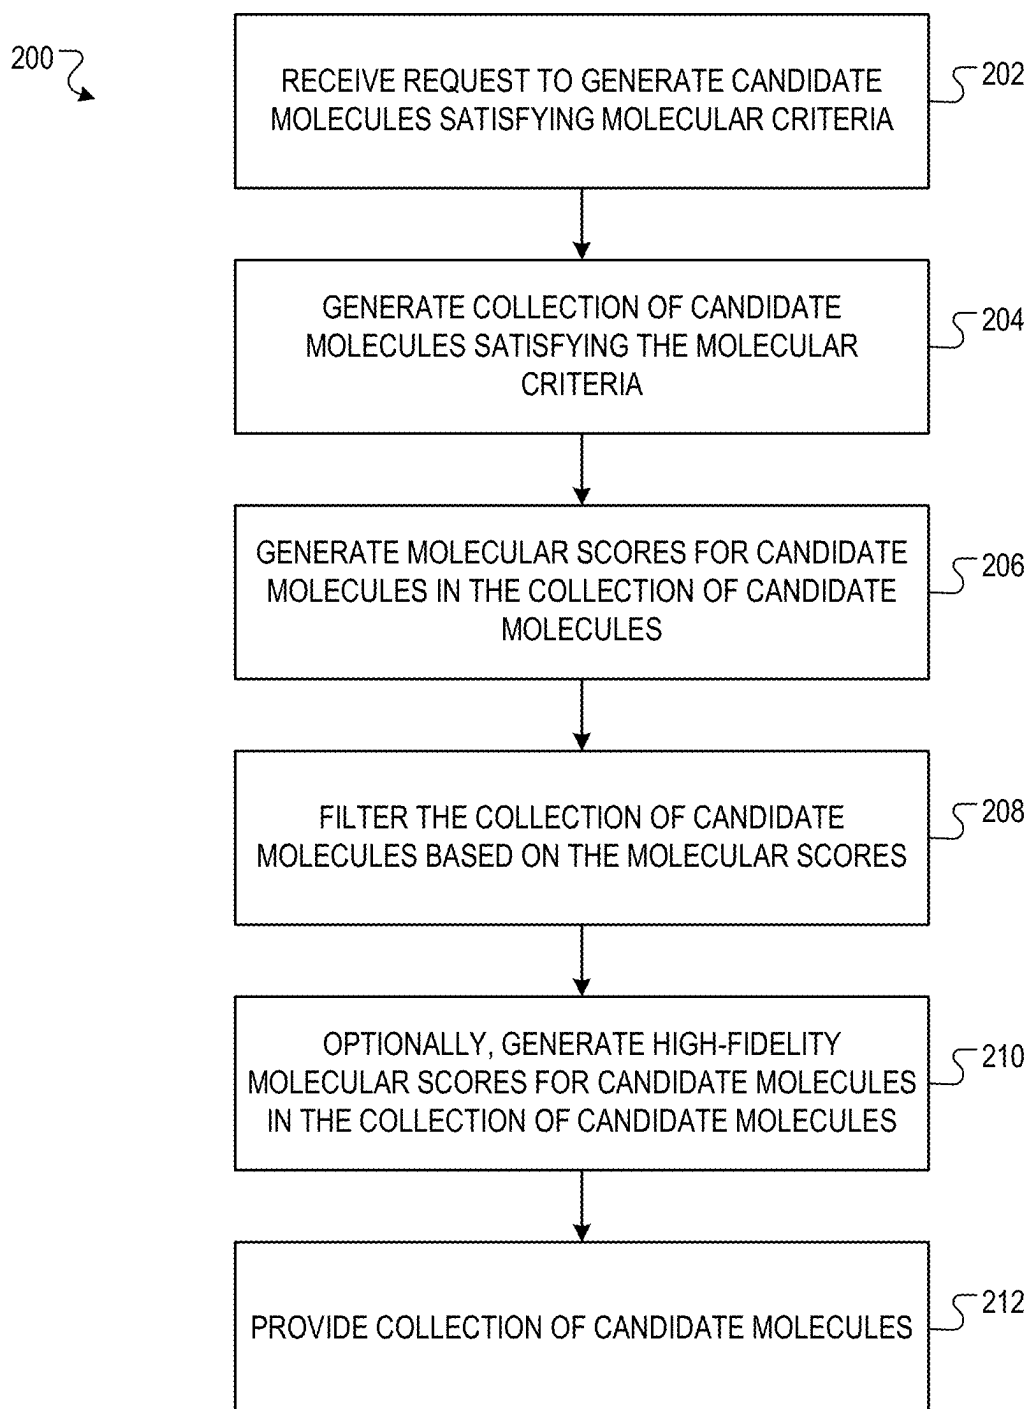 200
RECEIVE REQUEST TO GENERATE CANDIDATE
MOLECULES SATISFYING MOLECULAR CRITERIA
202
GENERATE COLLECTION OF CANDIDATE
MOLECULES SATISFYING THE MOLECULAR
CRITERIA
204
GENERATE MOLECULAR SCORES FOR CANDIDATE
MOLECULES IN THE COLLECTION OF CANDIDATE
MOLECULES
206
FILTER THE COLLECTION OF CANDIDATE
MOLECULES BASED ON THE MOLECULAR SCORES
208
OPTIONALLY, GENERATE HIGH-FIDELITY
MOLECULAR SCORES FOR CANDIDATE MOLECULES
IN THE COLLECTION OF CANDIDATE MOLECULES
210
PROVIDE COLLECTION OF CANDIDATE MOLECULES
212